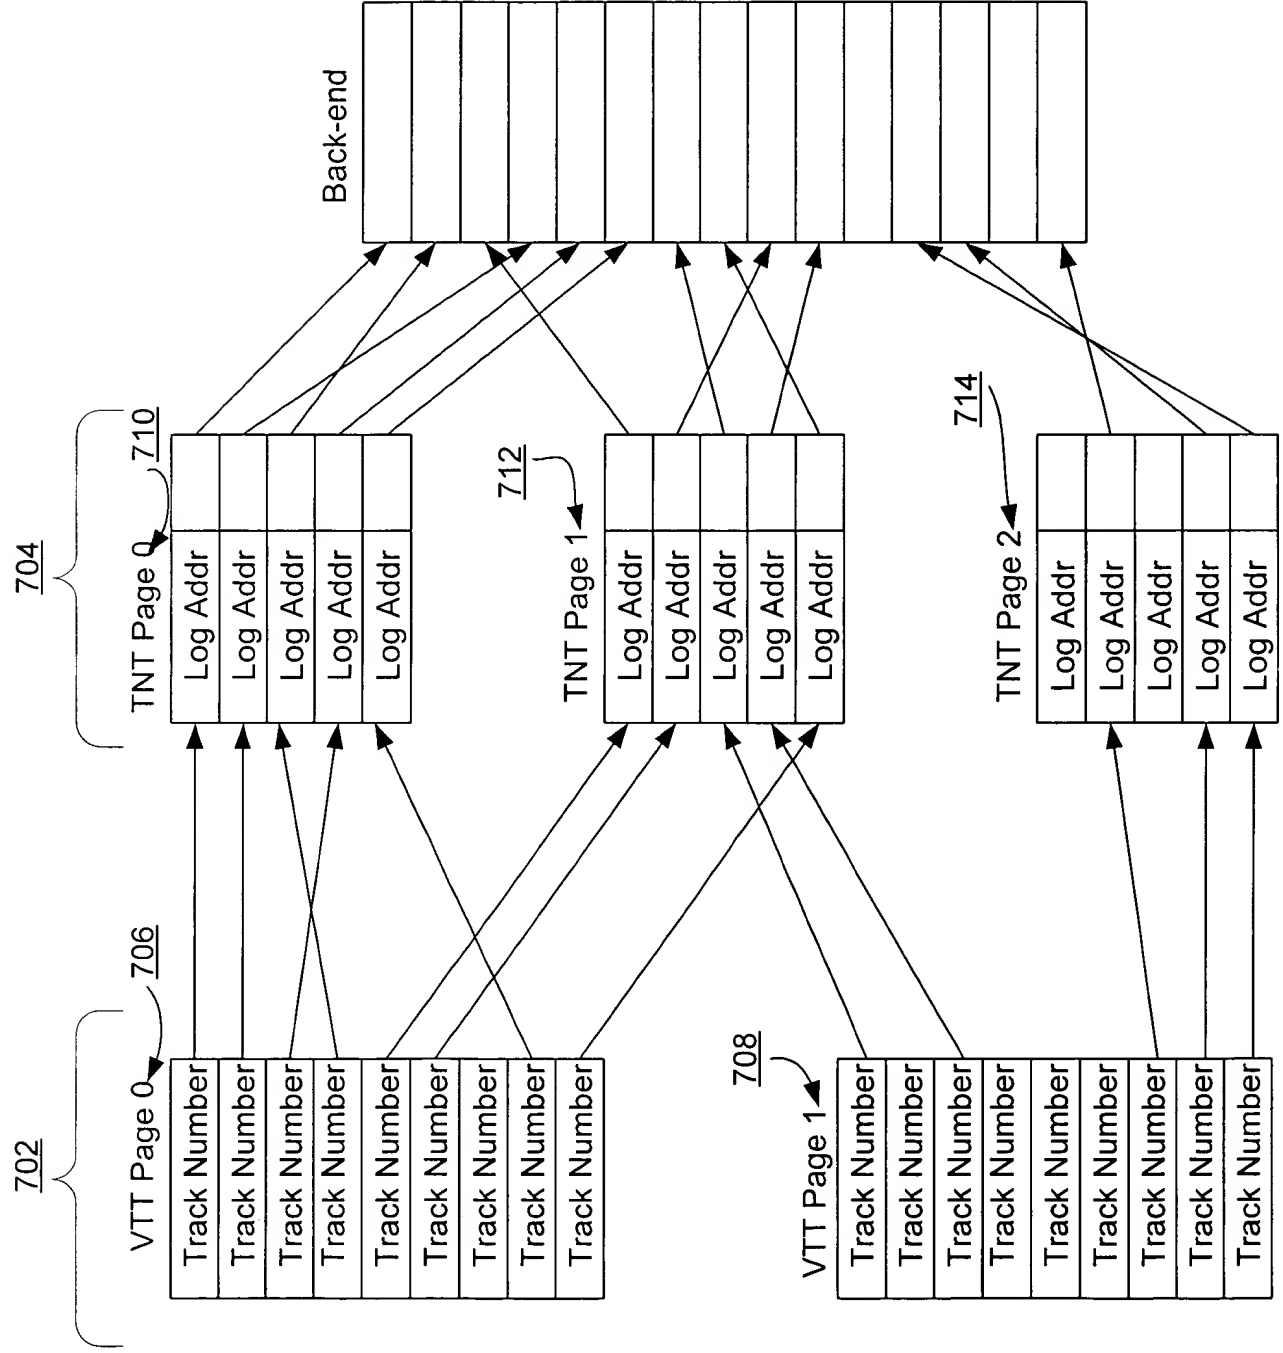 702
VTT Page 0
706
Track Number
Track Number
Track Number
Track Number
Track Number
Track Number
Track Number
Track Number
Track Number
708
VTT Page 1
Track Number
Track Number
Track Number
Track Number
Track Number
Track Number
Track Number
Track Number
Track Number
704
TNT Page 0
710
Log Addr
Log Addr
Log Addr
Log Addr
Log Addr
712
TNT Page 1
Log Addr
Log Addr
Log Addr
Log Addr
Log Addr
714
TNT Page 2
Log Addr
Log Addr
Log Addr
Log Addr
Log Addr
Back-end